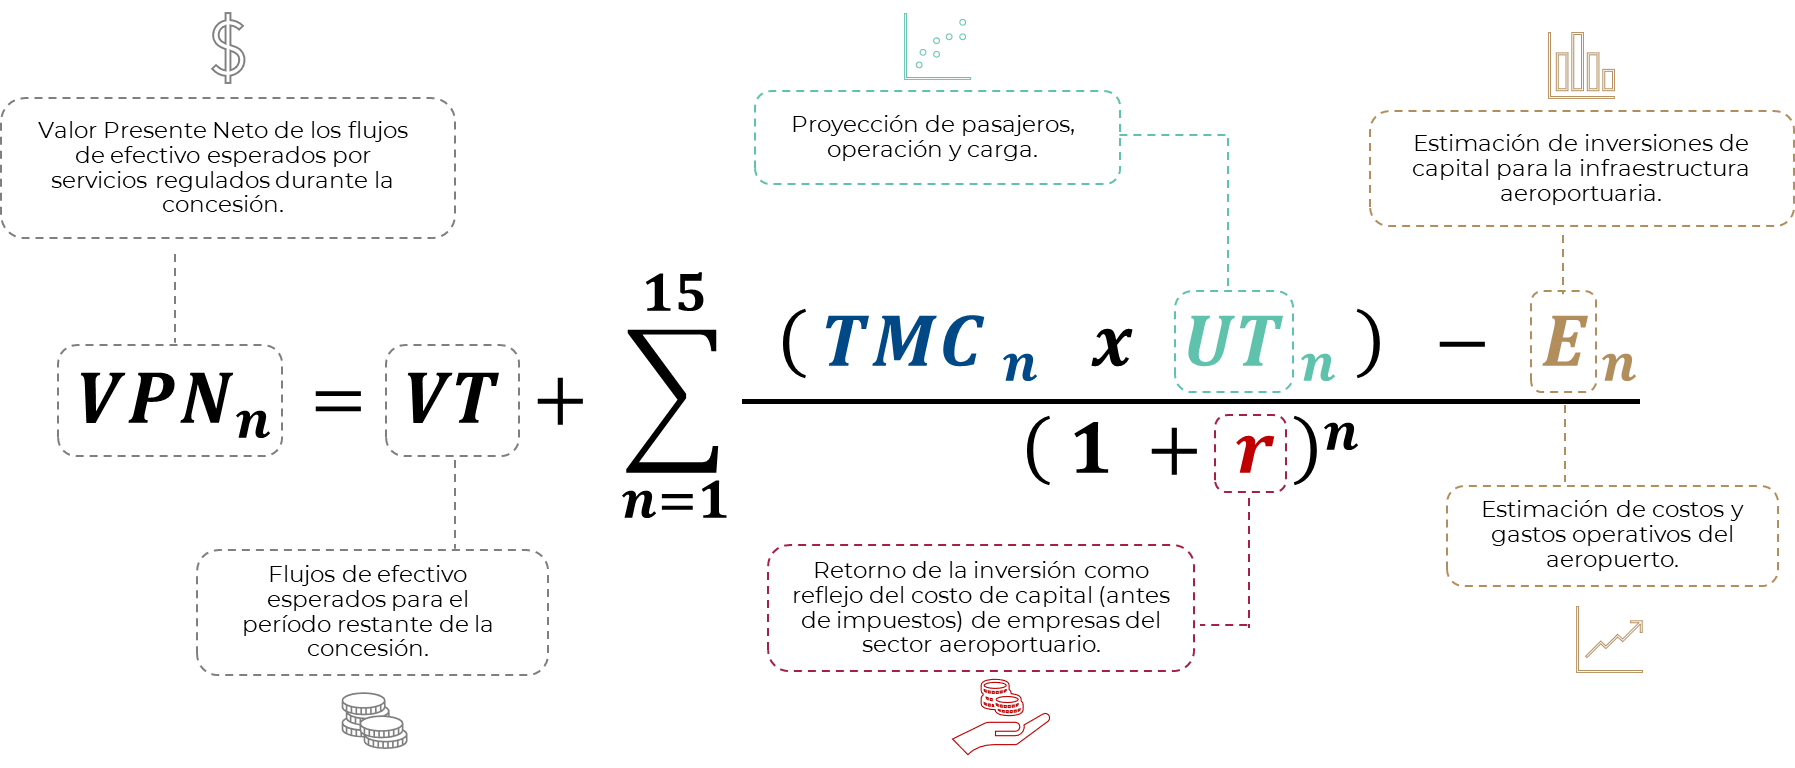 $
Valor Presente Neto de los flujos
de efectivo esperados por
servicios regulados durante la
concesión.
Proyección de pasajeros,
operación y carga.
Estimación de inversiones de
capital para la infraestructura
aeroportuaria.
VPNn = VT + 15 ∑ n=1 (TMC n x UT n) − E n
(1 + r)n
Flujos de efectivo
esperados para el
período restante de la
concesión.
Retorno de la inversión como
reflejo del costo de capital (antes
de impuestos) de empresas del
sector aeroportuario.
Estimación de costos y
gastos operativos del
aeropuerto.